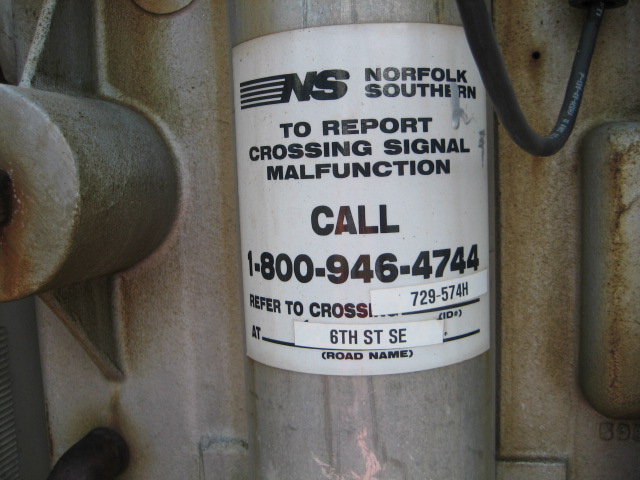 NS NORFOLK
SOUTHERN
TO REPORT
CROSSING SIGNAL
MALFUNCTION
CALL
1-800-946-4744
REFER TO CROSSING 729-574H
(ID#)
AT 6TH ST SE
(ROAD NAME)